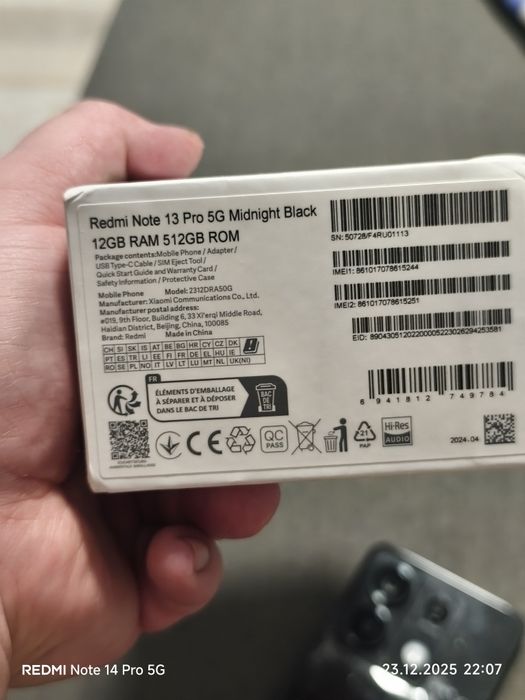 Redmi Note 13 Pro 5G Midnight Black
12GB RAM 512GB ROM
Package contents:Mobile Phone / Adapter /
USB Type-C Cable / SIM Eject Tool /
Quick Start Guide and Warranty Card /
Safety Information / Protective Case
Mobile Phone Model: 2312DRA50G
Manufacturer: Xiaomi Communications Co., Ltd.
Manufacturer postal address:
#019, 9th Floor, Building 6, 33 Xi'erqi Middle Road,
Haidian District, Beijing, China, 100085
Brand: Redmi Made in China
CH SI SK IS AT BE BG HR CY CZ DK
PT ES TR LI EE FI FR DE EL HU IE
RO SE PL NO IT LV LT LU MT NL UK(NI)
FR
ÉLÉMENTS D'EMBALLAGE
À SÉPARER ET À DÉPOSER
DANS LE BAC DE TRI
BAC
DE
TRI
CE
QC
PASS
21
PAP
Hi-Res
AUDIO
SN: 50728/F4RU01113
IMEI1: 861017078615244
IMEI2: 861017078615251
EID: 89043051202200005223026294253581
6 941812 749784
2024.04
REDMI Note 14 Pro 5G
23.12.2025 22:07